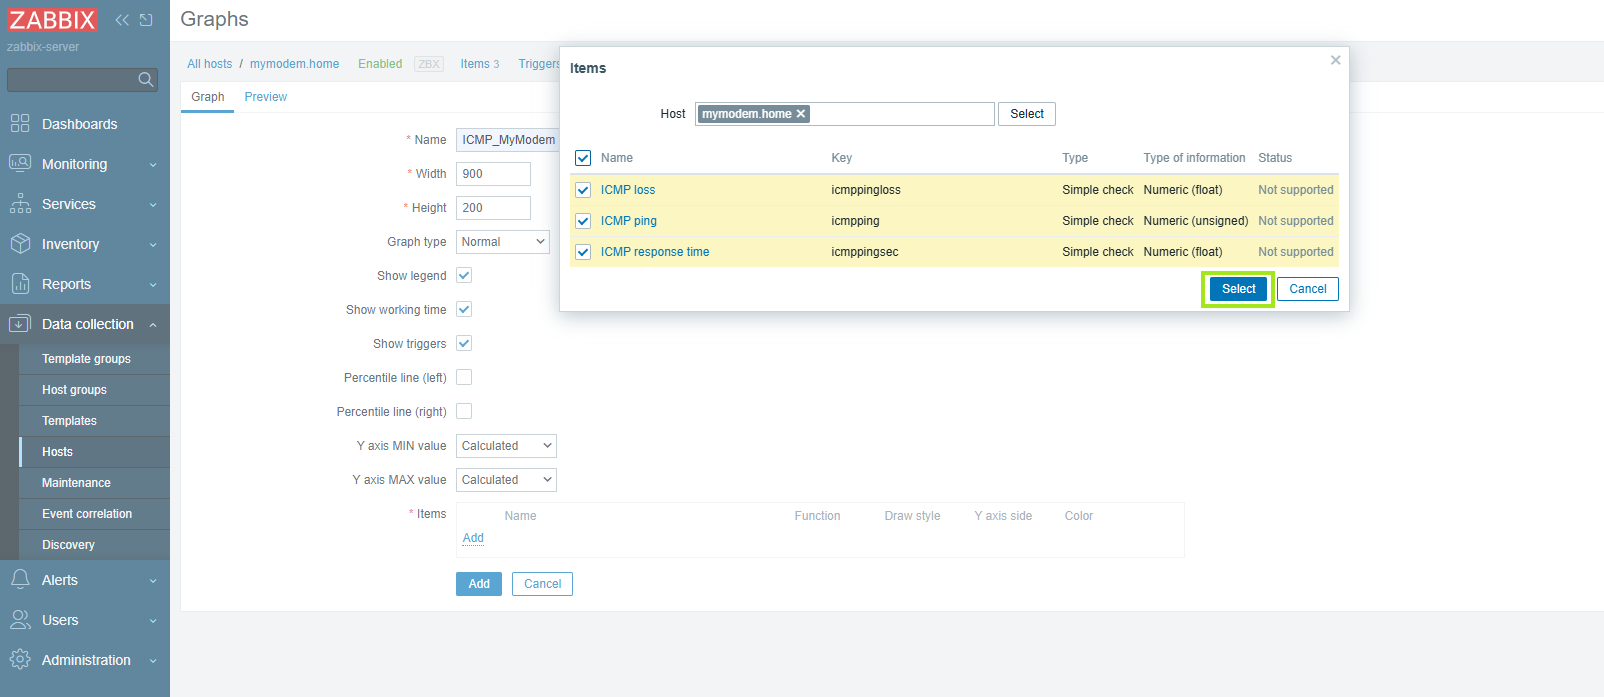 ZABBIX
zabbix-server
Dashboards
Monitoring
Services
Inventory
Reports
Data collection
Template groups
Host groups
Templates
Hosts
Maintenance
Event correlation
Discovery
Alerts
Users
Administration
Graphs
All hosts / mymodem.home Enabled ZBX Items 3 Triggers
Graph Preview
* Name ICMP_MyModem
* Width 900
* Height 200
Graph type Normal
Show legend
Show working time
Show triggers
Percentile line (left)
Percentile line (right)
Y axis MIN value Calculated
Y axis MAX value Calculated
* Items Name Function Draw style Y axis side Color
Add
Add Cancel
Items
Host mymodem.home Select
Name Key Type Type of information Status
ICMP loss icmppingloss Simple check Numeric (float) Not supported
ICMP ping icmpping Simple check Numeric (unsigned) Not supported
ICMP response time icmppingsec Simple check Numeric (float) Not supported
Select Cancel